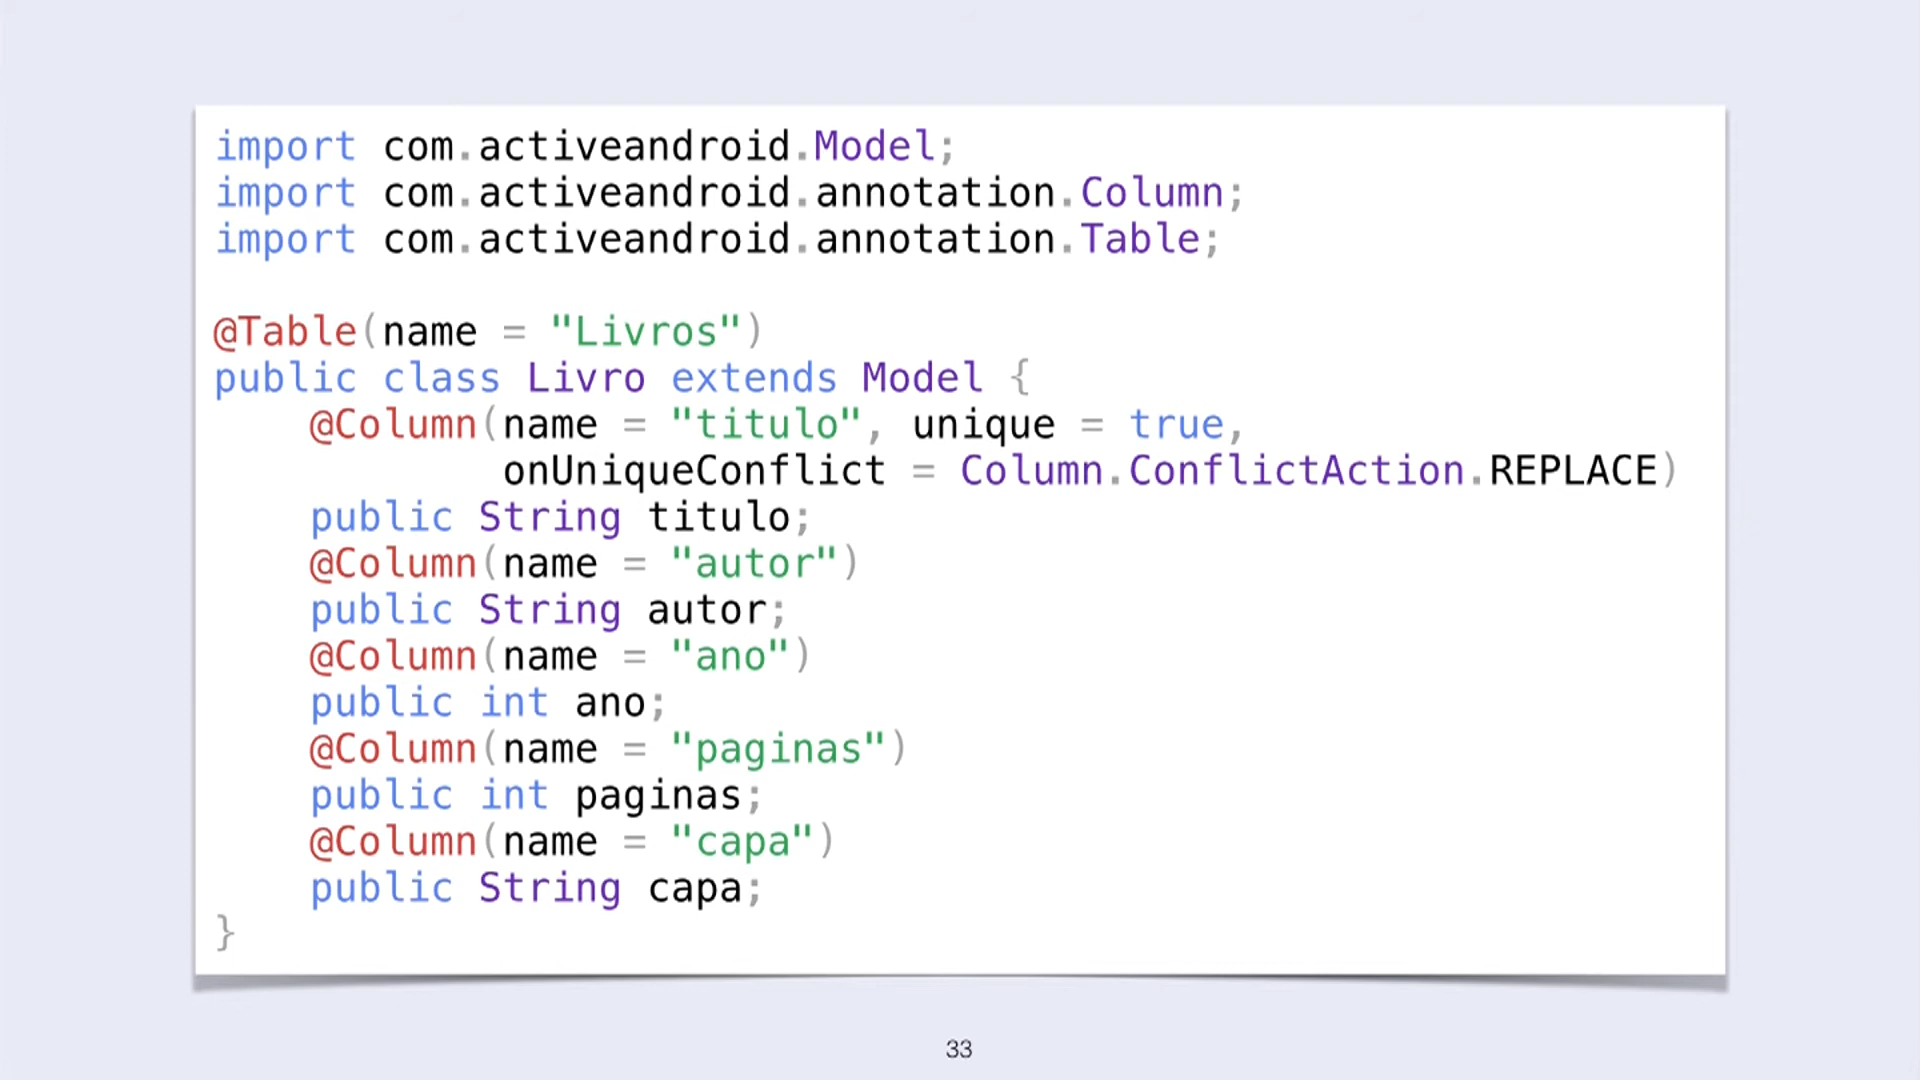 import com.activeandroid.Model;
import com.activeandroid.annotation.Column;
import com.activeandroid.annotation.Table;

@Table(name = "Livros")
public class Livro extends Model {
    @Column(name = "titulo", unique = true,
            onUniqueConflict = Column.ConflictAction.REPLACE)
    public String titulo;
    @Column(name = "autor")
    public String autor;
    @Column(name = "ano")
    public int ano;
    @Column(name = "paginas")
    public int paginas;
    @Column(name = "capa")
    public String capa;
}
33